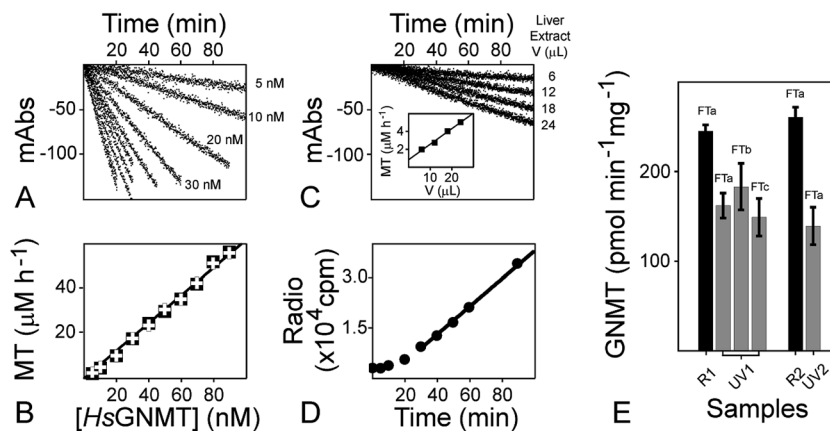 Time (min)
20 40 60 80
mAbs
-50
-100
5 nM
10 nM
20 nM
30 nM
A
Time (min)
20 40 60 80
Liver
Extract
V (μL)
mAbs
-50
-100
6
12
18
24
MT (μM h⁻¹)
4
2
10 20
V (μL)
C
MT (μM h⁻¹)
40
20
20 40 60 80
[HsGNMT] (nM)
B
Radio
(x10⁴cpm)
3.0
1.5
20 40 60 80
Time (min)
D
GNMT (pmol min⁻¹mg⁻¹)
250
150
50
FTa
FTa
FTb
FTc
FTa
FTa
R1
UV1
R2
UV2
Samples
E